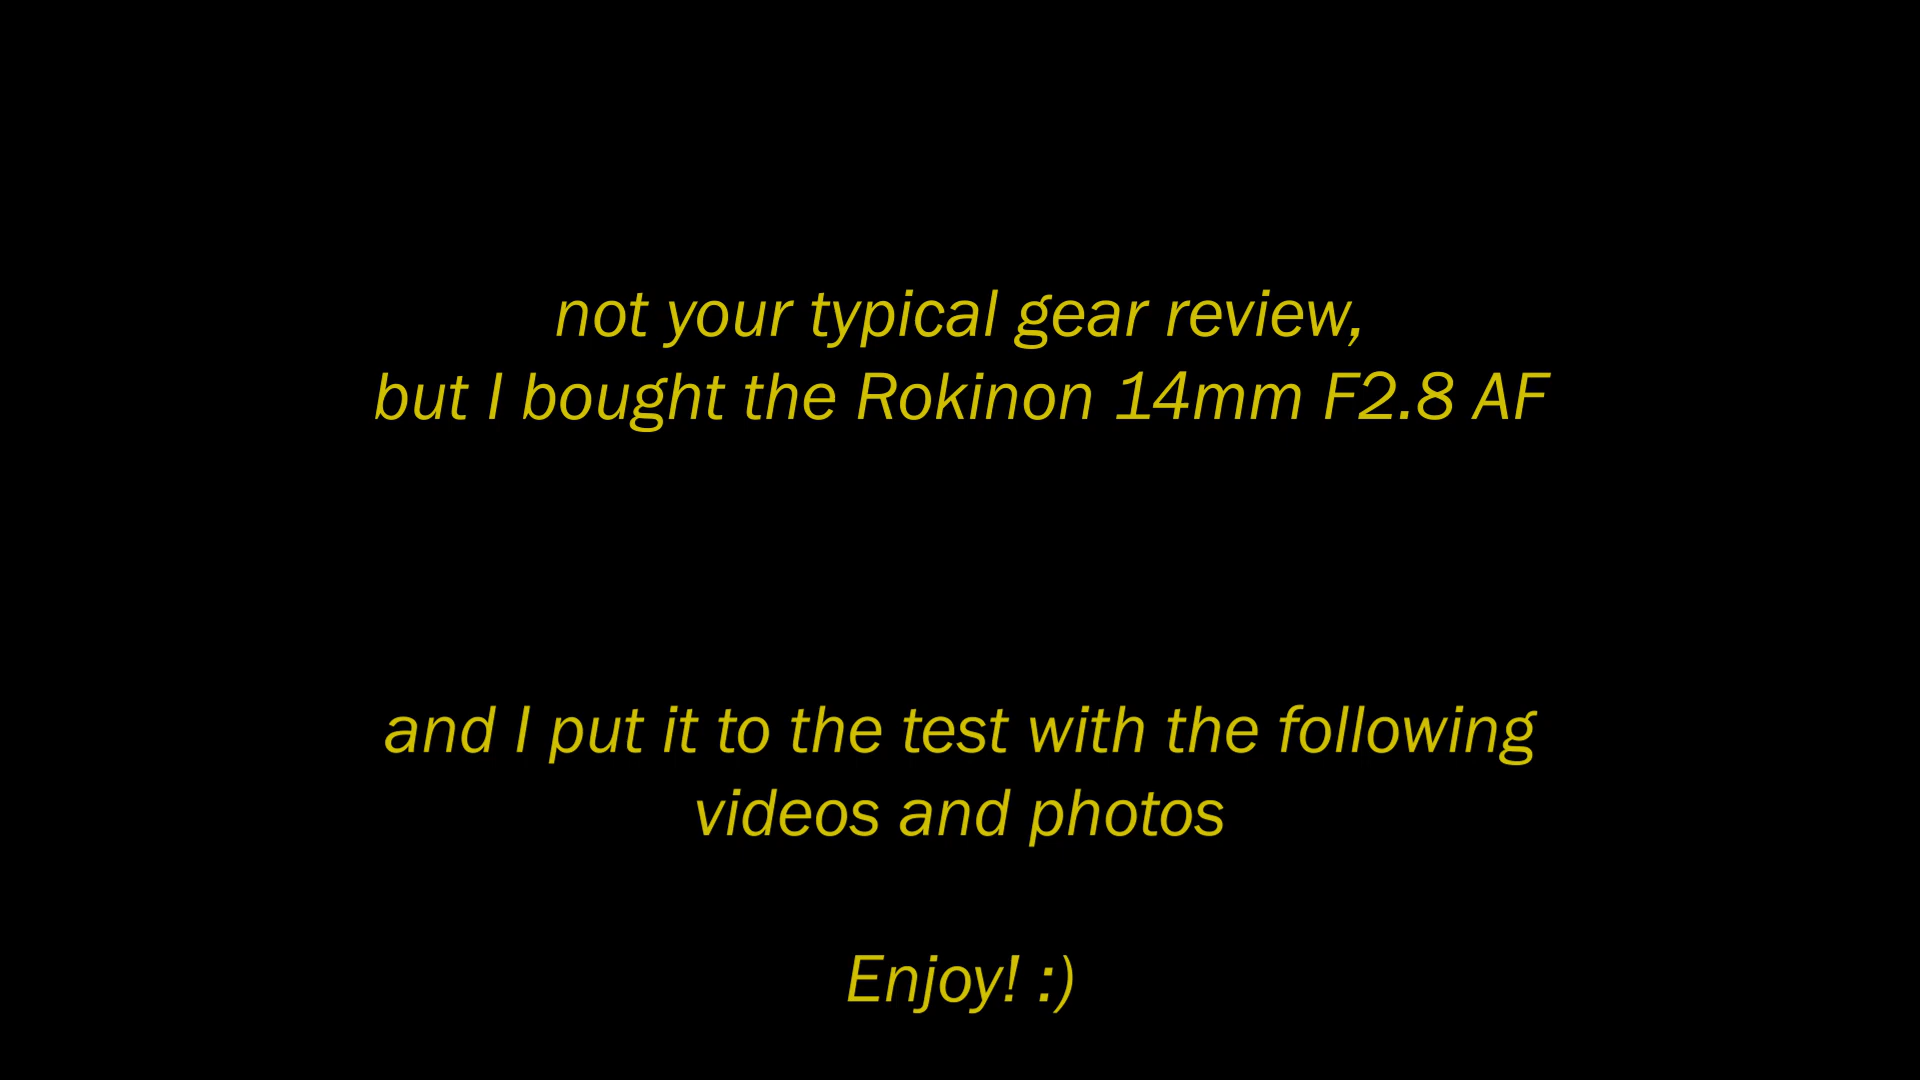 not your typical gear review,
but I bought the Rokinon 14mm F2.8 AF
and I put it to the test with the following
videos and photos
Enjoy! :)